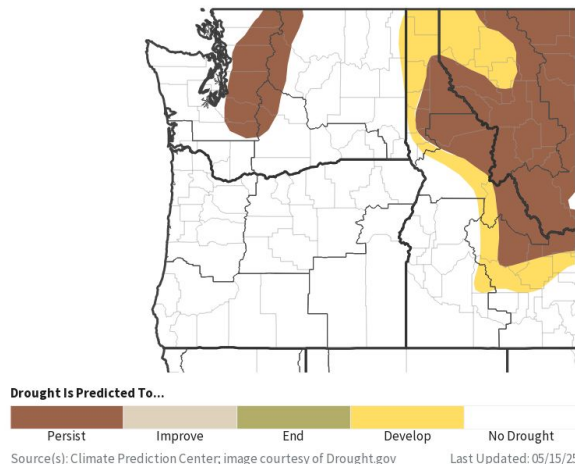 Drought Is Predicted To...
Persist Improve End Develop No Drought
Source(s): Climate Prediction Center; image courtesy of Drought.gov Last Updated: 05/15/25